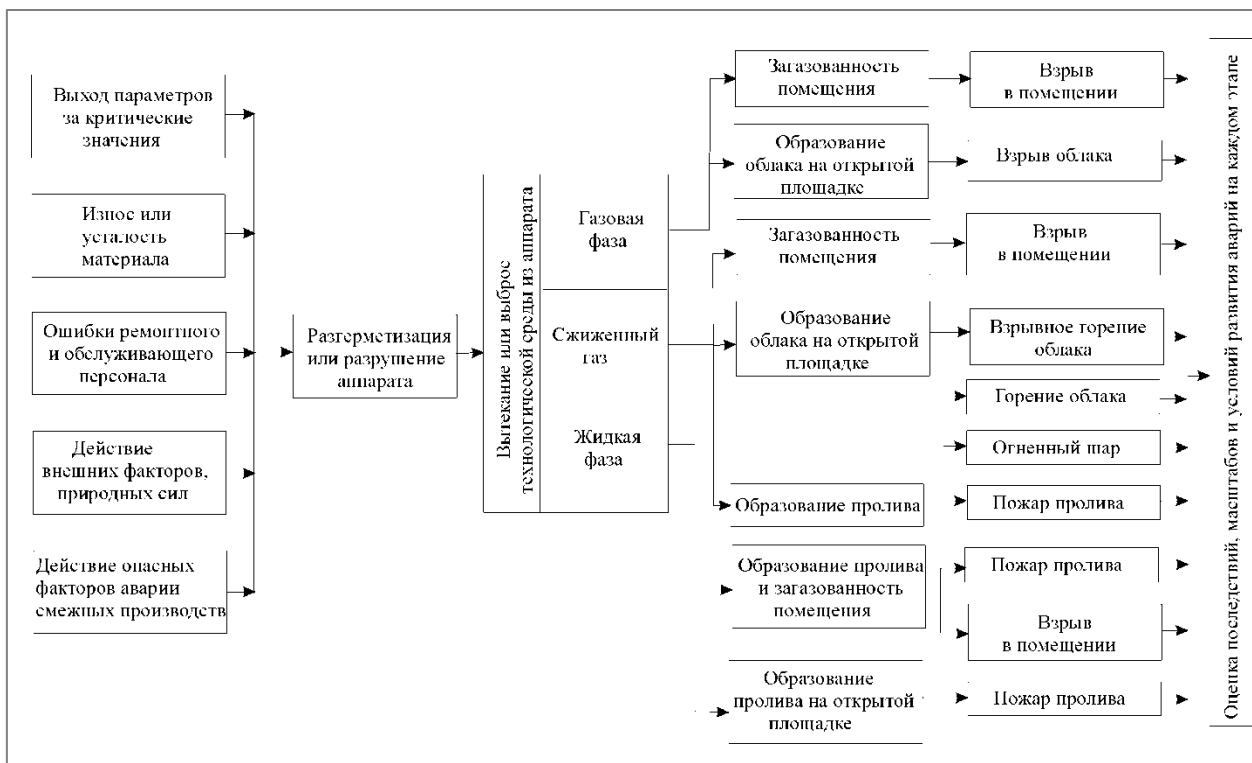 Выход параметров
за критические
значения
Износ или
усталость
материала
Ошибки ремонтного
и обслуживающего
персонала
Действие
внешних факторов,
природных сил
Действие опасных
факторов аварии
смежных производств
Разгерметизация
или разрушение
аппарата
Вытекание или выброс
технологической среды из аппарата
Газовая
фаза
Сжиженный
газ
Жидкая
фаза
Загазованность
помещения
Образование
облака на открытой
площадке
Загазованность
помещения
Образование
облака на открытой
площадке
Образование пролива
Образование пролива
и загазованность
помещения
Образование
пролива на открытой
площадке
Взрыв
в помещении
Взрыв облака
Взрыв
в помещении
Взрывное горение
облака
Горение облака
Огненный шар
Пожар пролива
Пожар пролива
Взрыв
в помещении
Пожар пролива
Оценка последствий, масштабов и условий развития аварий на каждом этапе